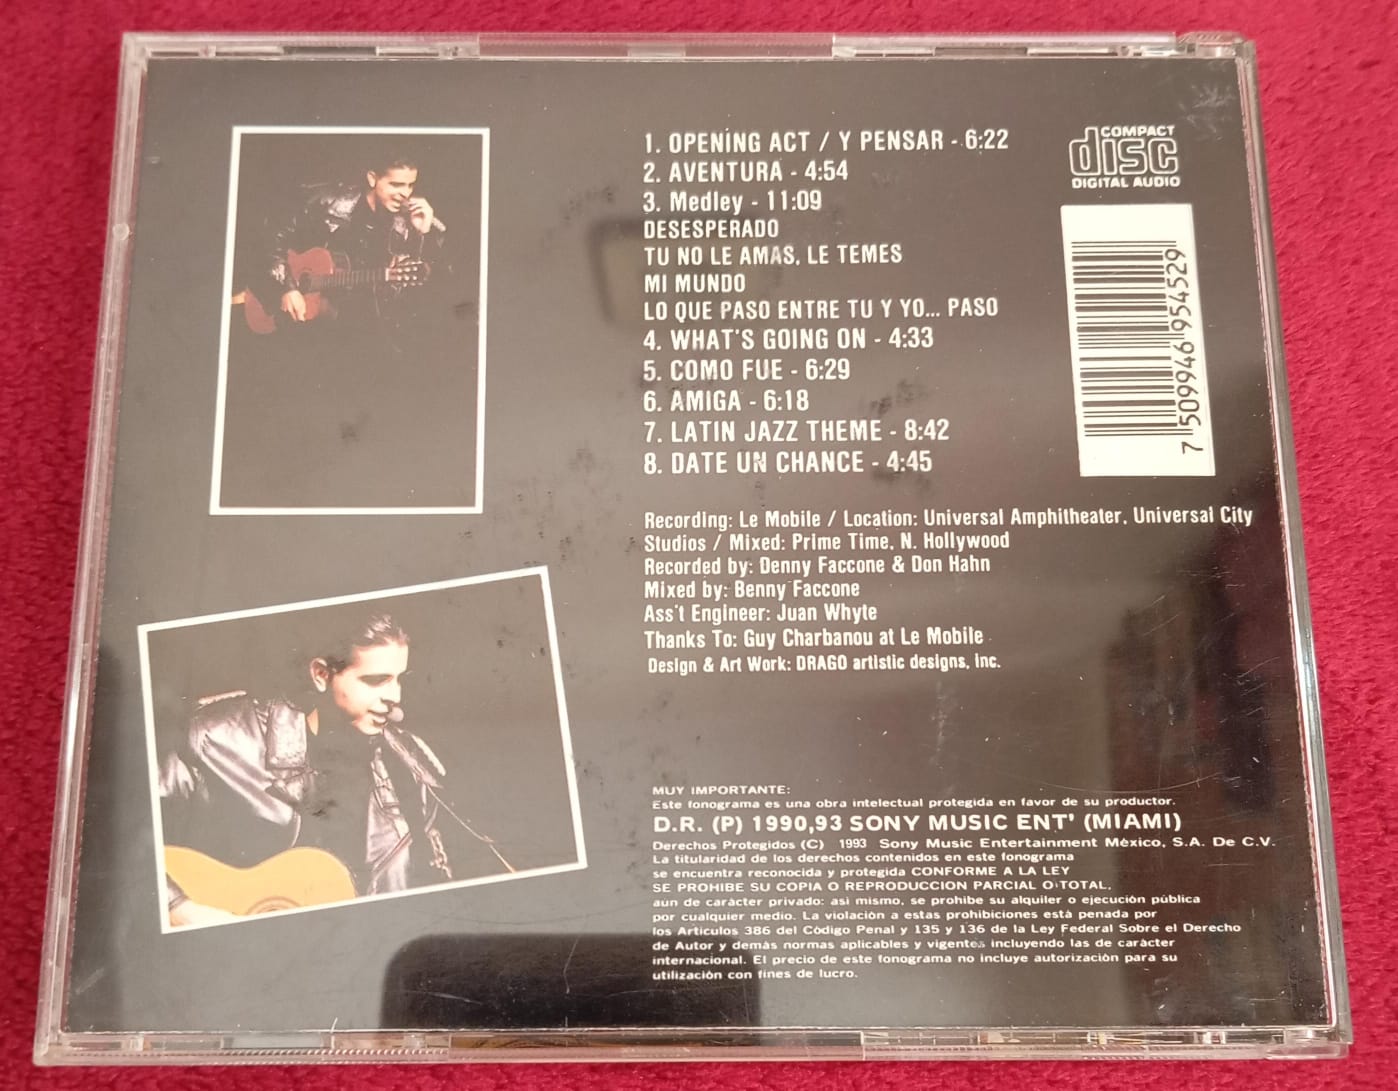 1. OPENING ACT / Y PENSAR - 6:22
2. AVENTURA - 4:54
3. Medley - 11:09
DESESPERADO
TU NO LE AMAS, LE TEMES
MI MUNDO
LO QUE PASO ENTRE TU Y YO... PASO
4. WHAT'S GOING ON - 4:33
5. COMO FUE - 6:29
6. AMIGA - 6:18
7. LATIN JAZZ THEME - 8:42
8. DATE UN CHANCE - 4:45
COMPACT
disc
DIGITAL AUDIO
7 509946 954529
Recording: Le Mobile / Location: Universal Amphitheater, Universal City
Studios / Mixed: Prime Time, N. Hollywood
Recorded by: Denny Faccone & Don Hahn
Mixed by: Benny Faccone
Ass't Engineer: Juan Whyte
Thanks To: Guy Charbanou at Le Mobile
Design & Art Work: DRAGO artistic designs, Inc.
MUY IMPORTANTE:
Este fonograma es una obra intelectual protegida en favor de su productor.
D.R. (P) 1990,93 SONY MUSIC ENT' (MIAMI)
Derechos Protegidos (C) 1993 Sony Music Entertainment México, S.A. De C.V.
La titularidad de los derechos contenidos en este fonograma
se encuentra reconocida y protegida CONFORME A LA LEY
SE PROHIBE SU COPIA O REPRODUCCION PARCIAL O TOTAL,
aún de carácter privado: así mismo, se prohibe su alquiler o ejecución pública
por cualquier medio. La violación a estas prohibiciones está penada por
los Artículos 386 del Código Penal y 135 y 136 de la Ley Federal Sobre el Derecho
de Autor y demás normas aplicables y vigentes incluyendo las de carácter
internacional. El precio de este fonograma no incluye autorización para su
utilización con fines de lucro.